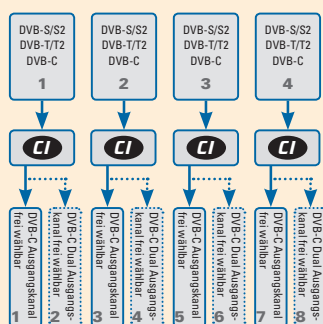 DVB-S/S2
DVB-T/T2
DVB-C
1
DVB-S/S2
DVB-T/T2
DVB-C
2
DVB-S/S2
DVB-T/T2
DVB-C
3
DVB-S/S2
DVB-T/T2
DVB-C
4
CI
CI
CI
CI
DVB-C Ausgangskanal
frei wählbar
1
DVB-C Dual Ausgangs-
kanal frei wählbar
2
DVB-C Ausgangskanal
frei wählbar
3
DVB-C Dual Ausgangs-
kanal frei wählbar
4
DVB-C Ausgangskanal
frei wählbar
5
DVB-C Dual Ausgangs-
kanal frei wählbar
6
DVB-C Ausgangskanal
frei wählbar
7
DVB-C Dual Ausgangs-
kanal frei wählbar
8